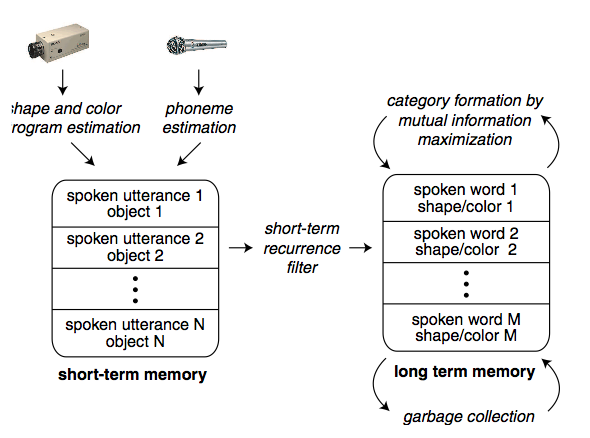 shape and color
rogram estimation
phoneme
estimation
category formation by
mutual information
maximization
spoken utterance 1
object 1
spoken utterance 2
object 2
spoken utterance N
object N
short-term memory
short-term
recurrence
filter
spoken word 1
shape/color 1
spoken word 2
shape/color 2
spoken word M
shape/color M
long term memory
garbage collection